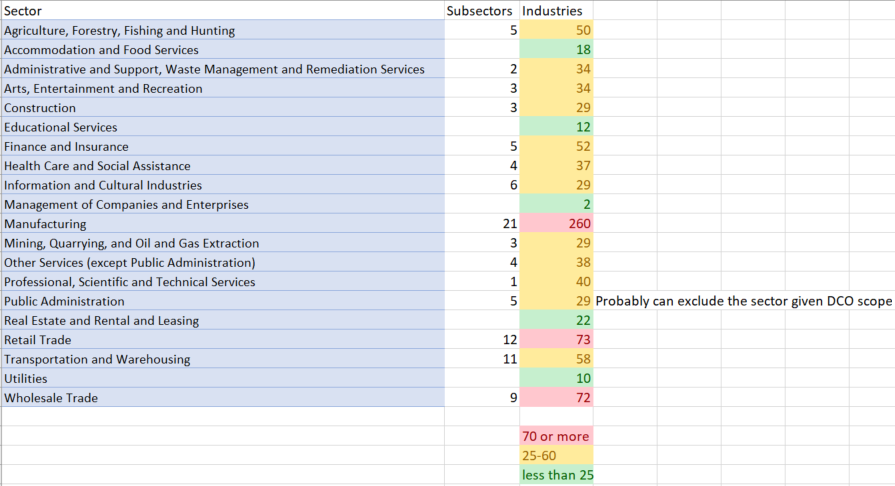 Sector Subsectors Industries
Agriculture, Forestry, Fishing and Hunting 5 50
Accommodation and Food Services 18
Administrative and Support, Waste Management and Remediation Services 2 34
Arts, Entertainment and Recreation 3 34
Construction 3 29
Educational Services 12
Finance and Insurance 5 52
Health Care and Social Assistance 4 37
Information and Cultural Industries 6 29
Management of Companies and Enterprises 2
Manufacturing 21 260
Mining, Quarrying, and Oil and Gas Extraction 3 29
Other Services (except Public Administration) 4 38
Professional, Scientific and Technical Services 1 40
Public Administration 5 29 Probably can exclude the sector given DCO scope
Real Estate and Rental and Leasing 22
Retail Trade 12 73
Transportation and Warehousing 11 58
Utilities 10
Wholesale Trade 9 72
70 or more
25-60
less than 25